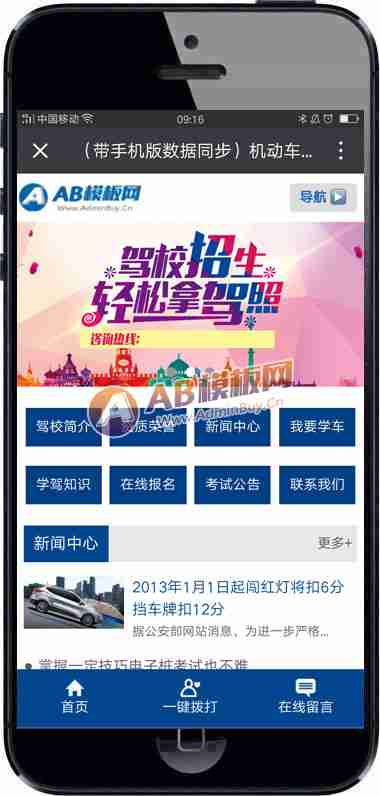 中国移动
09:16
（带手机版数据同步）机动车...
AB模板网
Www.AdminBuy.Cn
导航
驾校招生
轻松拿驾照
咨询热线:
AB模板网
www.AdminBuy.Cn
驾校简介
资质荣誉
新闻中心
我要学车
学驾知识
在线报名
考试公告
联系我们
新闻中心
更多+
2013年1月1日起闯红灯将扣6分
挡车牌扣12分
据公安部网站消息，为进一步严格...
掌握一定技巧电子桩考试也不难
首页
一键拨打
在线留言